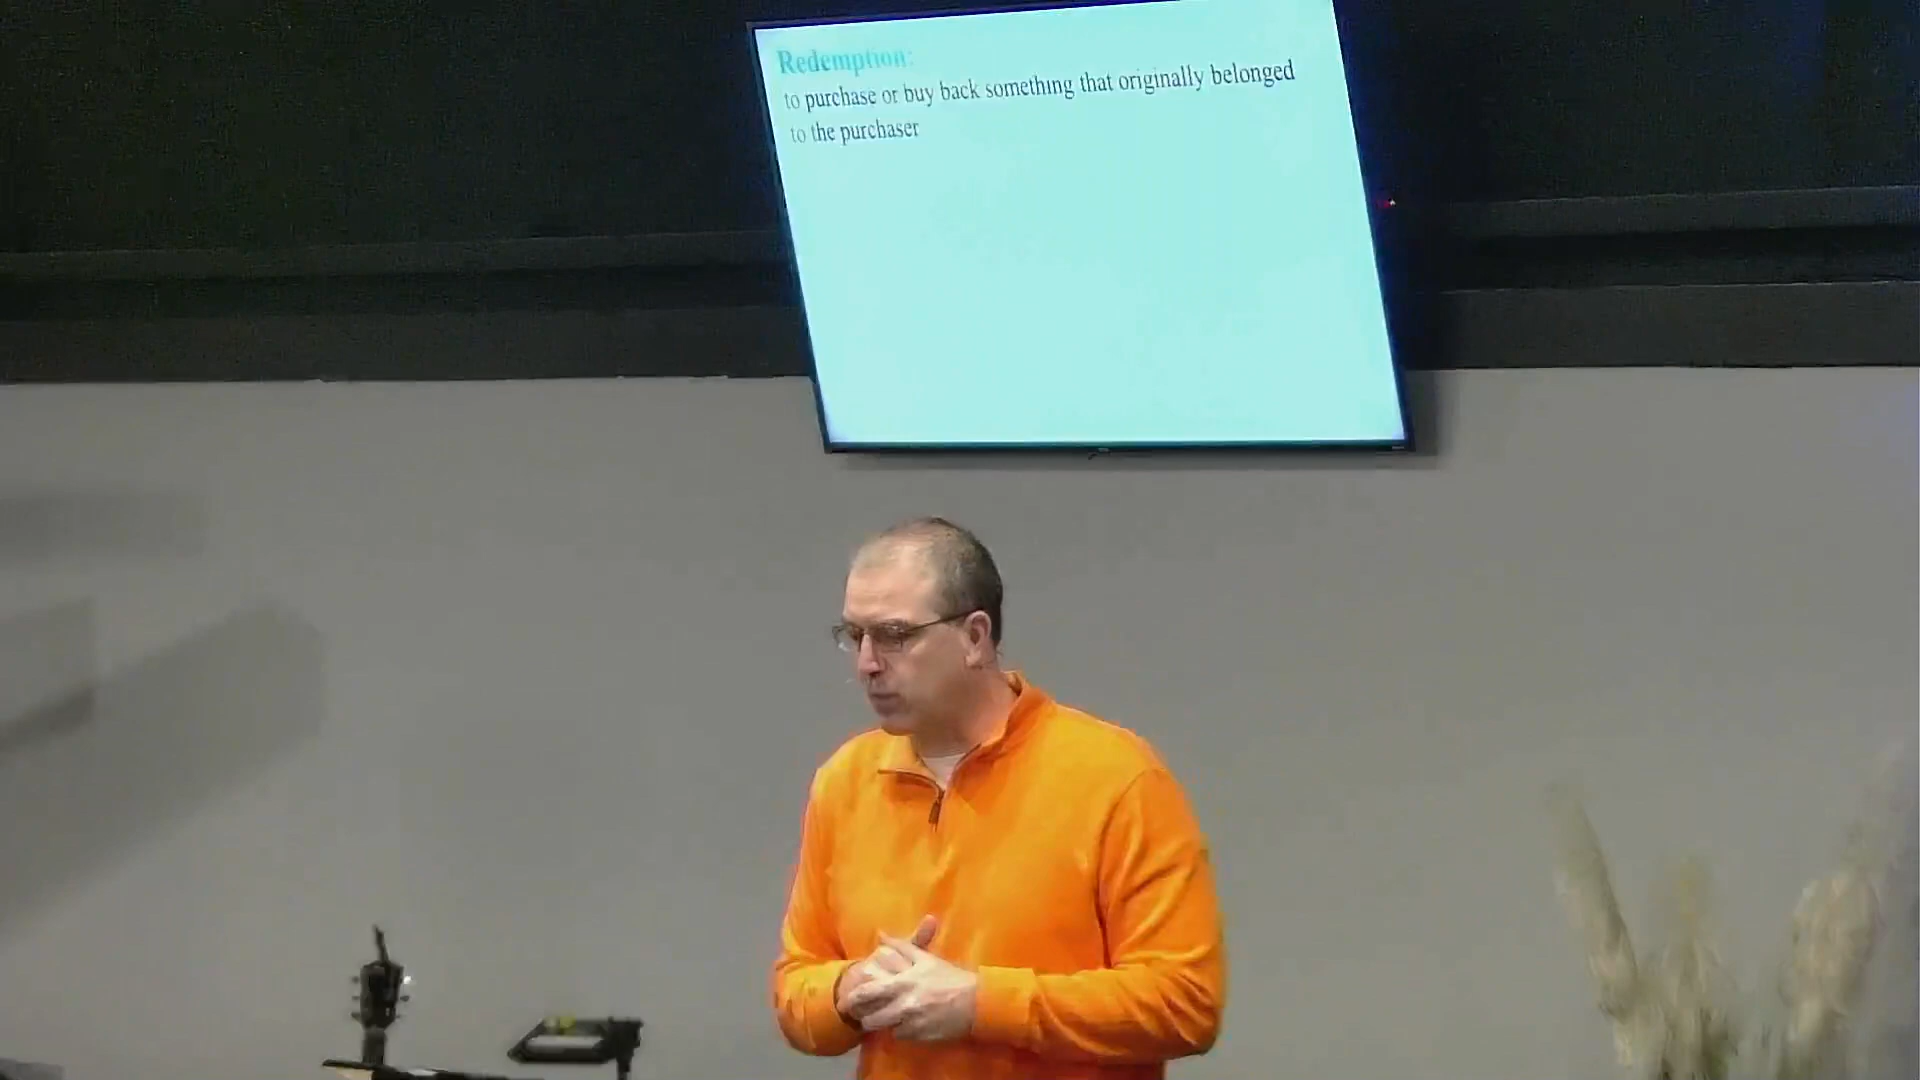 Redemption:
to purchase or buy back something that originally belonged
to the purchaser